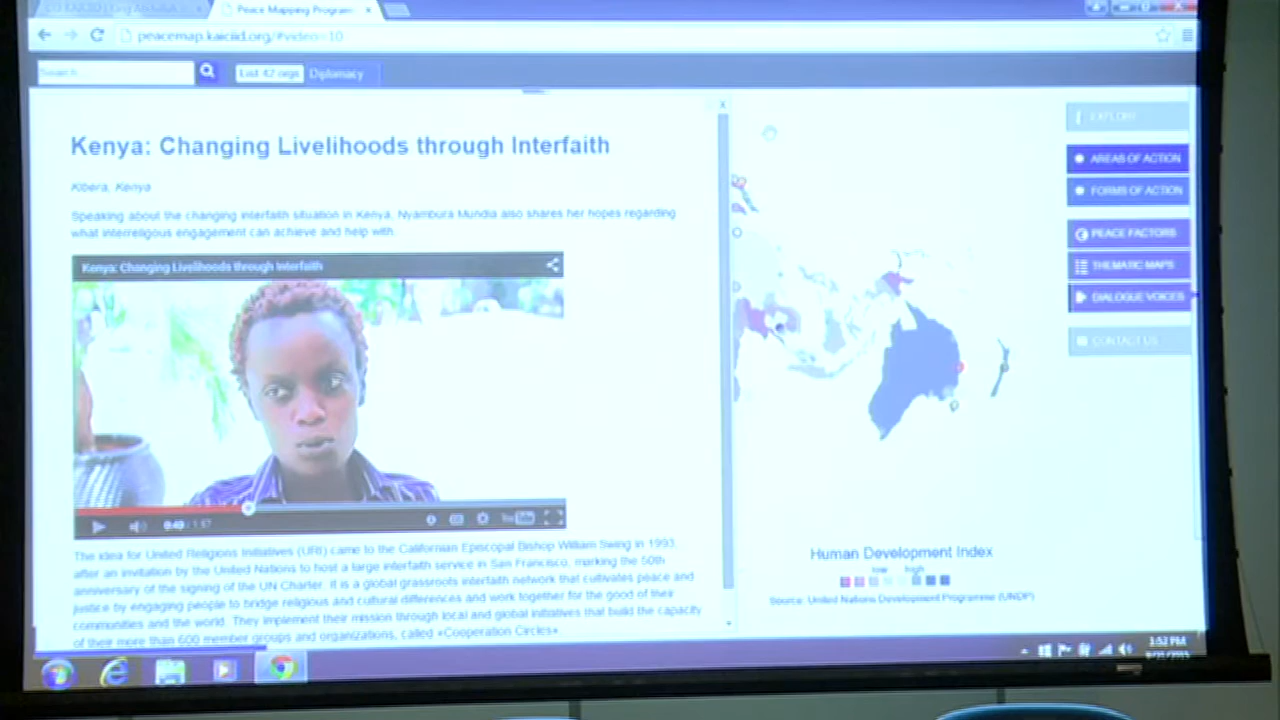 Peace Mapping Program
peacemap.kaiciid.org/#video=10
Search
List 47 orgs
Diplomacy
Kenya: Changing Livelihoods through Interfaith
Kibera, Kenya
Speaking about the changing interfaith situation in Kenya, Nyambura Mundia also shares her hopes regarding
what interreligious engagement can achieve and help with.
Kenya: Changing Livelihoods through Interfaith
0:49 / 1:57
YouTube
The idea for United Religions Initiatives (URI) came to the Californian Episcopal Bishop William Swing in 1993,
after an invitation by the United Nations to host a large interfaith service in San Francisco, marking the 50th
anniversary of the signing of the UN Charter. It is a global grassroots interfaith network that cultivates peace and
justice by engaging people to bridge religious and cultural differences and work together for the good of their
communities and the world. They implement their mission through local and global initiatives that build the capacity
of their more than 600 member groups and organizations, called «Cooperation Circles»
x
EXPLORE
AREAS OF ACTION
FORMS OF ACTION
PEACE FACTORS
THEMATIC MAPS
DIALOGUE VOICES
CONTACT US
Human Development Index
low high
Source: United Nations Development Programme (UNDP)
1:52 PM